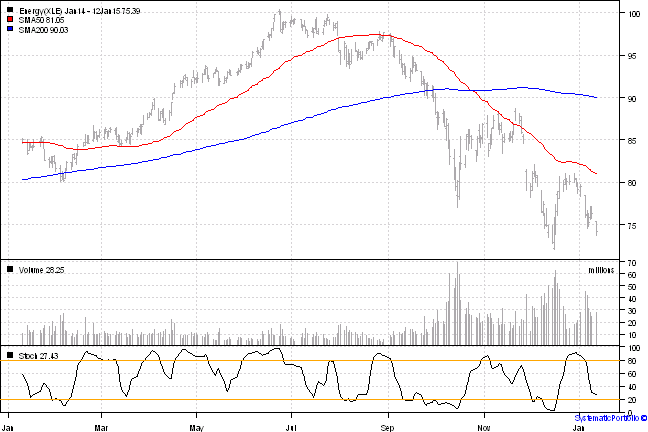 Energy(XLE) Jan14 - 12Jan15 75.39
SMA50 81.05
SMA200 90.03
100
95
90
85
80
75
Volume 28.25
millions
70
60
50
40
30
20
10
Stoch 27.43
100
80
60
40
20
0
Jan
Mar
May
Jul
Sep
Nov
Jan
SystematicPortfolio ©